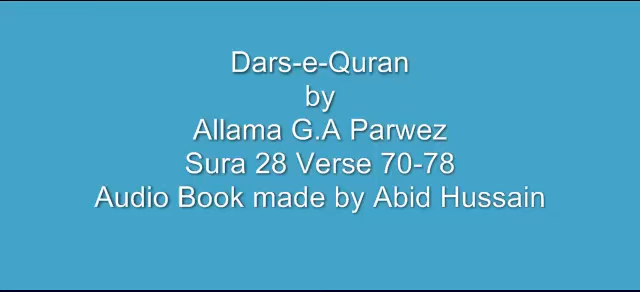 Dars-e-Quran
by
Allama G.A Parwez
Sura 28 Verse 70-78
Audio Book made by Abid Hussain